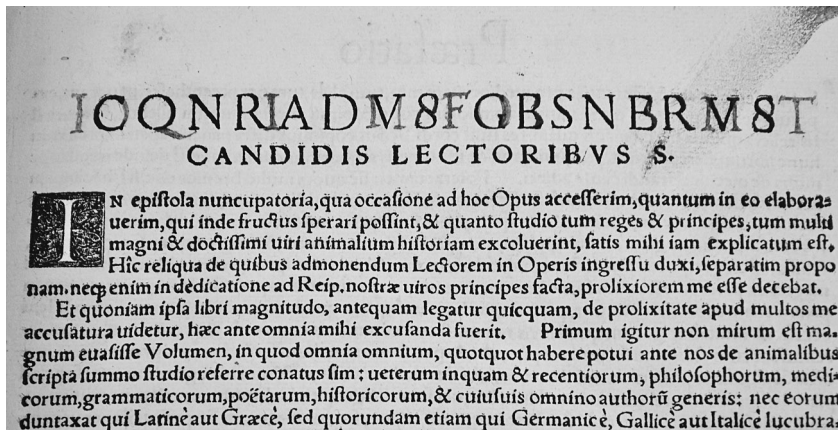 IOQNRIADM8FQBSNBRM8T
CANDIDIS LECTORIBVS S.
IN epiſtola nuncupatoria, qua occaſione ad hoc Opus acceſſerim, quantum in eo elabora=
uerim, qui inde fructus ſperari poſſint, & quanto ſtudio tum reges & principes, tum multi
magni & doctiſſimi uiri animalium hiſtoriam excoluerint, ſatis mihi iam explicatum eſt.
Hîc reliqua de quibus admonendum Lectorem in Operis ingreſſu duxi, ſeparatim propo
nam. neqꝫ enim in dedicatione ad Reip. noſtræ uiros principes facta, prolixiorem me eſſe decebat.
Et quoniam ipſa libri magnitudo, antequam legatur quicquam, de prolixitate apud multos me
accuſatura uidetur, hæc ante omnia mihi excuſanda fuerit. Primum igitur non mirum eſt ma=
gnum euaſiſſe Volumen, in quod omnia omnium, quotquot habere potui ante nos de animalibus
ſcripta ſummo ſtudio referre conatus ſim: ueterum inquam & recentiorum, philoſophorum, medi=
corum, grammaticorum, poëtarum, hiſtoricorum, & cuiuſuis omnino authorũ generis: nec eorum
duntaxat qui Latinè aut Græcè, ſed quorundam etiam qui Germanicè, Gallicè aut Italicè lucubra